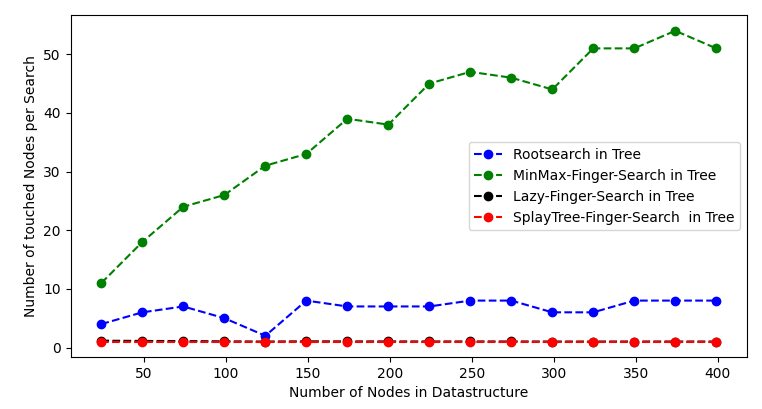 Number of touched Nodes per Search
50
40
30
20
10
0
Rootsearch in Tree
MinMax-Finger-Search in Tree
Lazy-Finger-Search in Tree
SplayTree-Finger-Search  in Tree
50 100 150 200 250 300 350 400
Number of Nodes in Datastructure